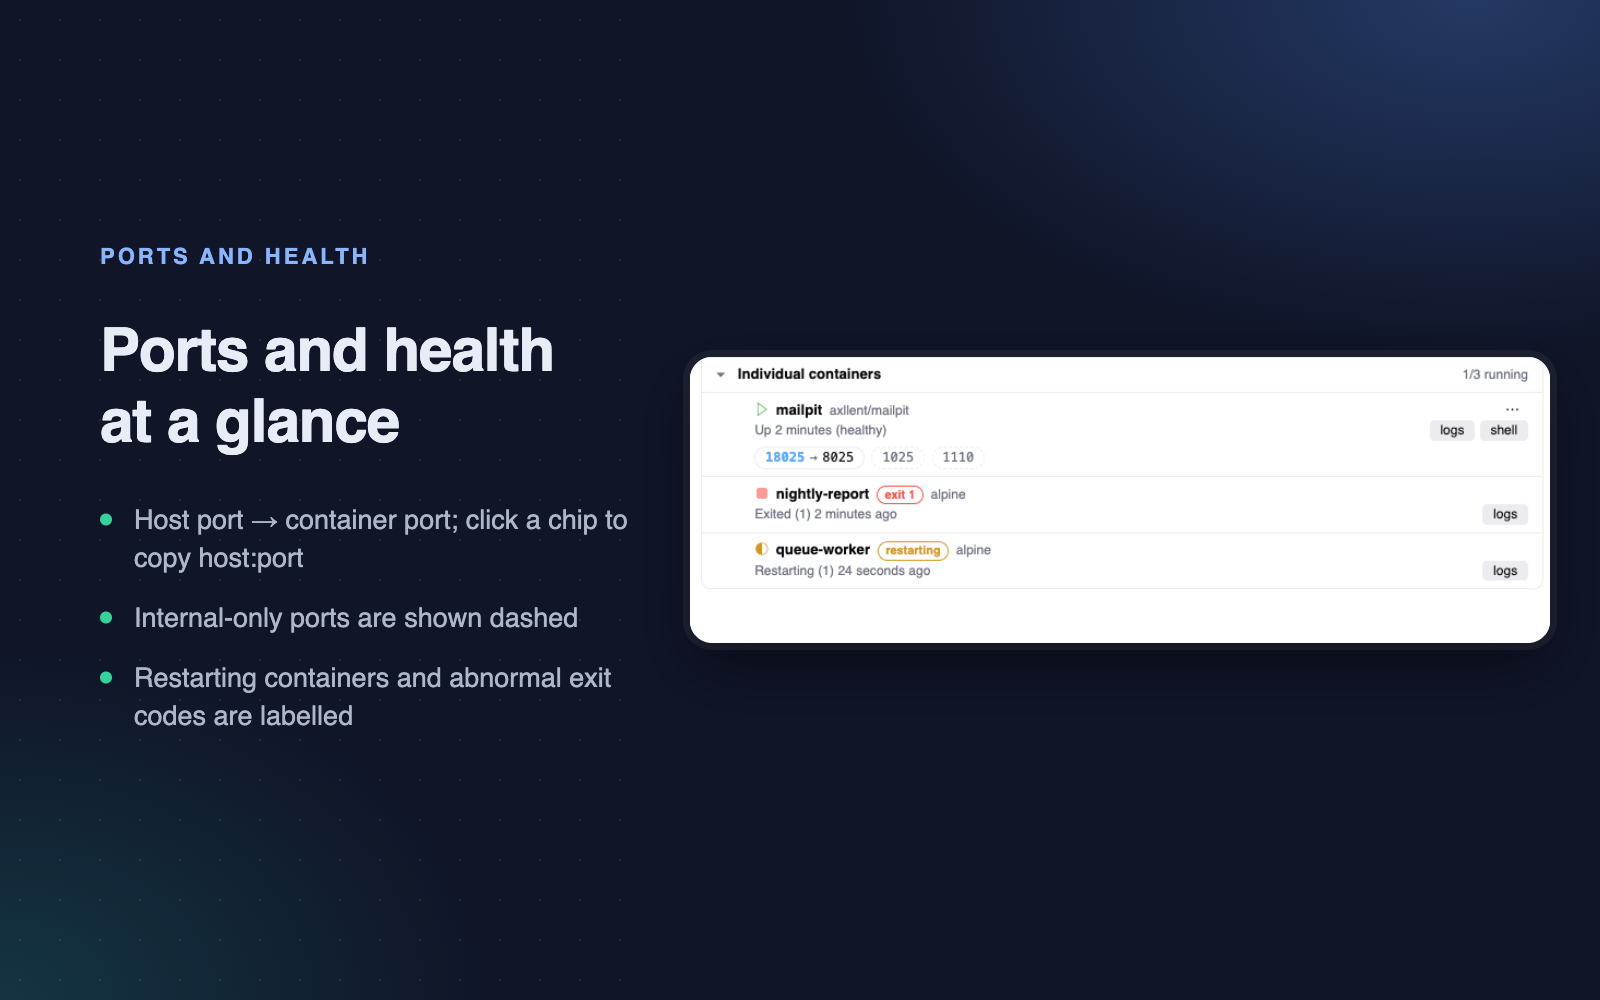 PORTS AND HEALTH
Ports and health
at a glance
Host port → container port; click a chip to
copy host:port
Internal-only ports are shown dashed
Restarting containers and abnormal exit
codes are labelled
Individual containers 1/3 running
mailpit axllent/mailpit ...
Up 2 minutes (healthy) logs shell
18025 → 8025 1025 1110
nightly-report exit 1 alpine
Exited (1) 2 minutes ago logs
queue-worker restarting alpine
Restarting (1) 24 seconds ago logs